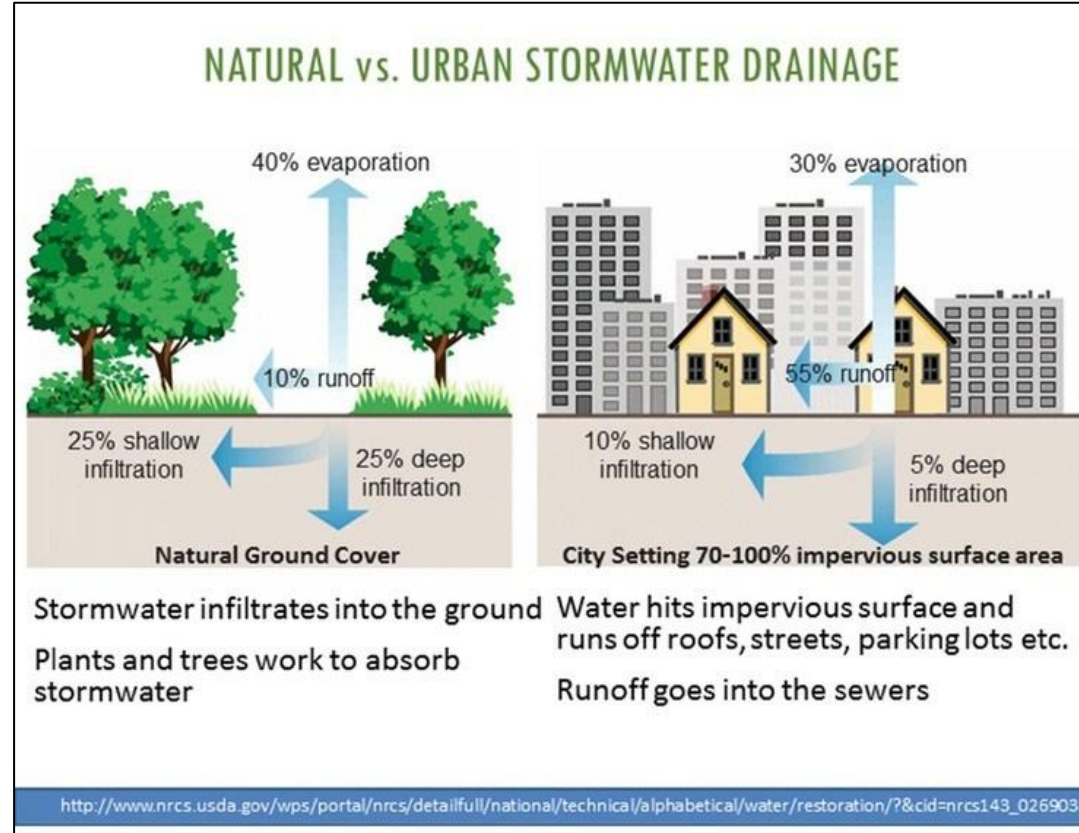 NATURAL vs. URBAN STORMWATER DRAINAGE
40% evaporation
10% runoff
25% shallow
infiltration
25% deep
infiltration
Natural Ground Cover
30% evaporation
55% runoff
10% shallow
infiltration
5% deep
infiltration
City Setting 70-100% impervious surface area
Stormwater infiltrates into the ground
Plants and trees work to absorb
stormwater
Water hits impervious surface and
runs off roofs, streets, parking lots etc.
Runoff goes into the sewers
http://www.nrcs.usda.gov/wps/portal/nrcs/detailfull/national/technical/alphabetical/water/restoration/?&cid=nrcs143_026903